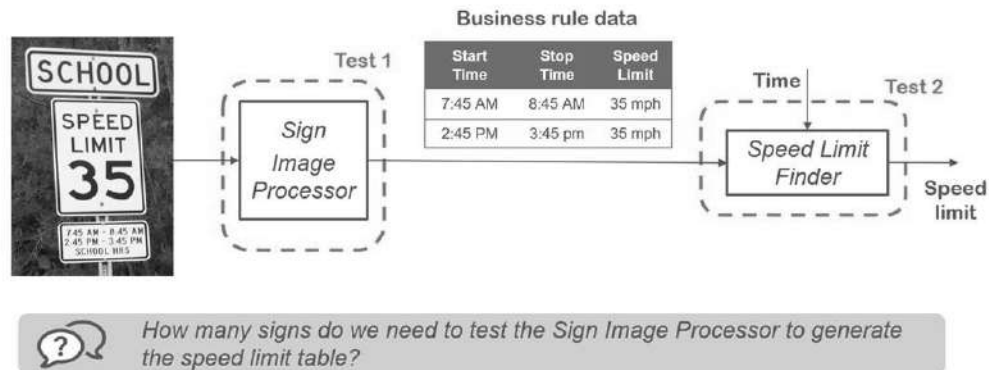 Business rule data
SCHOOL
SPEED
LIMIT
35
7:45 AM - 8:45 AM
2:45 PM - 3:45 PM
SCHOOL HRS
Test 1
Sign
Image
Processor
Start Time Stop Time Speed Limit
7:45 AM 8:45 AM 35 mph
2:45 PM 3:45 pm 35 mph
Time
Test 2
Speed Limit
Finder
Speed
limit
?
How many signs do we need to test the Sign Image Processor to generate
the speed limit table?